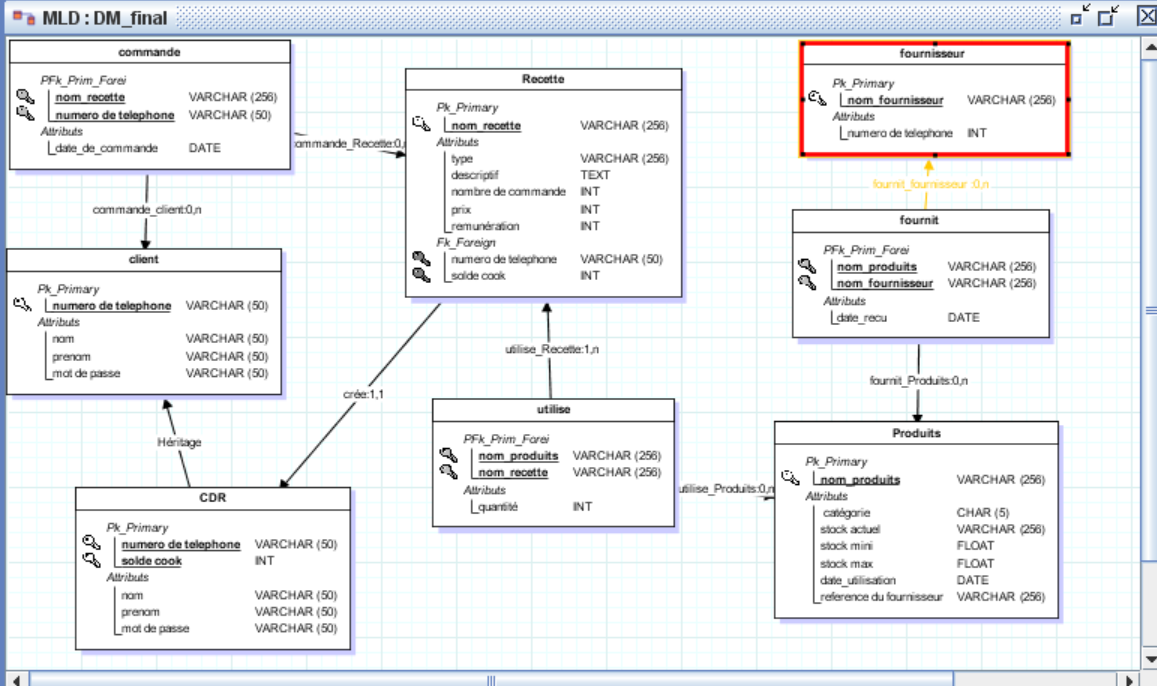 MLD : DM_final
commande
PFk_Prim_Forei
nom_recette VARCHAR (256)
numero de telephone VARCHAR (50)
Attributs
date_de_commande DATE
commande_client:0,n
client
Pk_Primary
numero de telephone VARCHAR (50)
Attributs
nom VARCHAR (50)
prenom VARCHAR (50)
mot de passe VARCHAR (50)
Héritage
CDR
Pk_Primary
numero de telephone VARCHAR (50)
solde cook INT
Attributs
nom VARCHAR (50)
prenom VARCHAR (50)
mot de passe VARCHAR (50)
ommande_Recette:0,
Recette
Pk_Primary
nom_recette VARCHAR (256)
Attributs
type VARCHAR (256)
descriptif TEXT
nombre de commande INT
prix INT
remunération INT
Fk_Foreign
numero de telephone VARCHAR (50)
solde cook INT
crée:1,1
utilise_Recette:1,n
utilise
PFk_Prim_Forei
nom_produits VARCHAR (256)
nom_recette VARCHAR (256)
Attributs
quantité INT
utilise_Produits:0,n
fournisseur
Pk_Primary
nom_fournisseur VARCHAR (256)
Attributs
numero de telephone INT
fournit_fournisseur :0,n
fournit
PFk_Prim_Forei
nom_produits VARCHAR (256)
nom_fournisseur VARCHAR (256)
Attributs
date_recu DATE
fournit_Produits:0,n
Produits
Pk_Primary
nom_produits VARCHAR (256)
Attributs
catégorie CHAR (5)
stock actuel VARCHAR (256)
stock mini FLOAT
stock max FLOAT
date_utilisation DATE
reference du fournisseur VARCHAR (256)